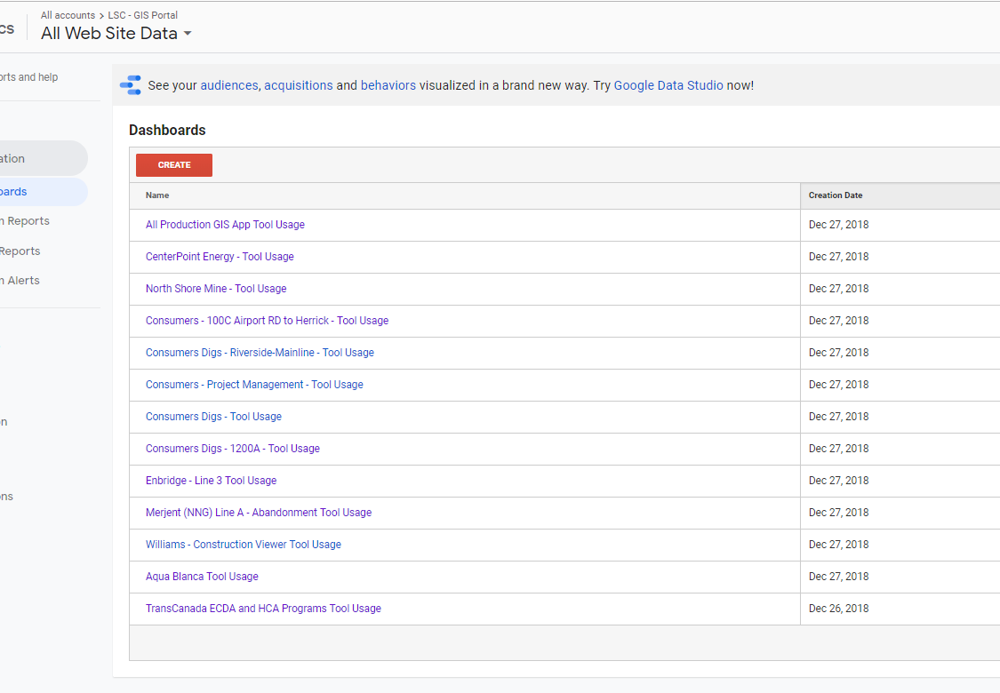 CS
All accounts > LSC - GIS Portal
All Web Site Data
orts and help
See your audiences, acquisitions and behaviors visualized in a brand new way. Try Google Data Studio now!
Dashboards
CREATE
ation
oards
n Reports
Reports
n Alerts
on
ons
Name Creation Date
All Production GIS App Tool Usage Dec 27, 2018
CenterPoint Energy - Tool Usage Dec 27, 2018
North Shore Mine - Tool Usage Dec 27, 2018
Consumers - 100C Airport RD to Herrick - Tool Usage Dec 27, 2018
Consumers Digs - Riverside-Mainline - Tool Usage Dec 27, 2018
Consumers - Project Management - Tool Usage Dec 27, 2018
Consumers Digs - Tool Usage Dec 27, 2018
Consumers Digs - 1200A - Tool Usage Dec 27, 2018
Enbridge - Line 3 Tool Usage Dec 27, 2018
Merjent (NNG) Line A - Abandonment Tool Usage Dec 27, 2018
Williams - Construction Viewer Tool Usage Dec 27, 2018
Aqua Blanca Tool Usage Dec 27, 2018
TransCanada ECDA and HCA Programs Tool Usage Dec 26, 2018